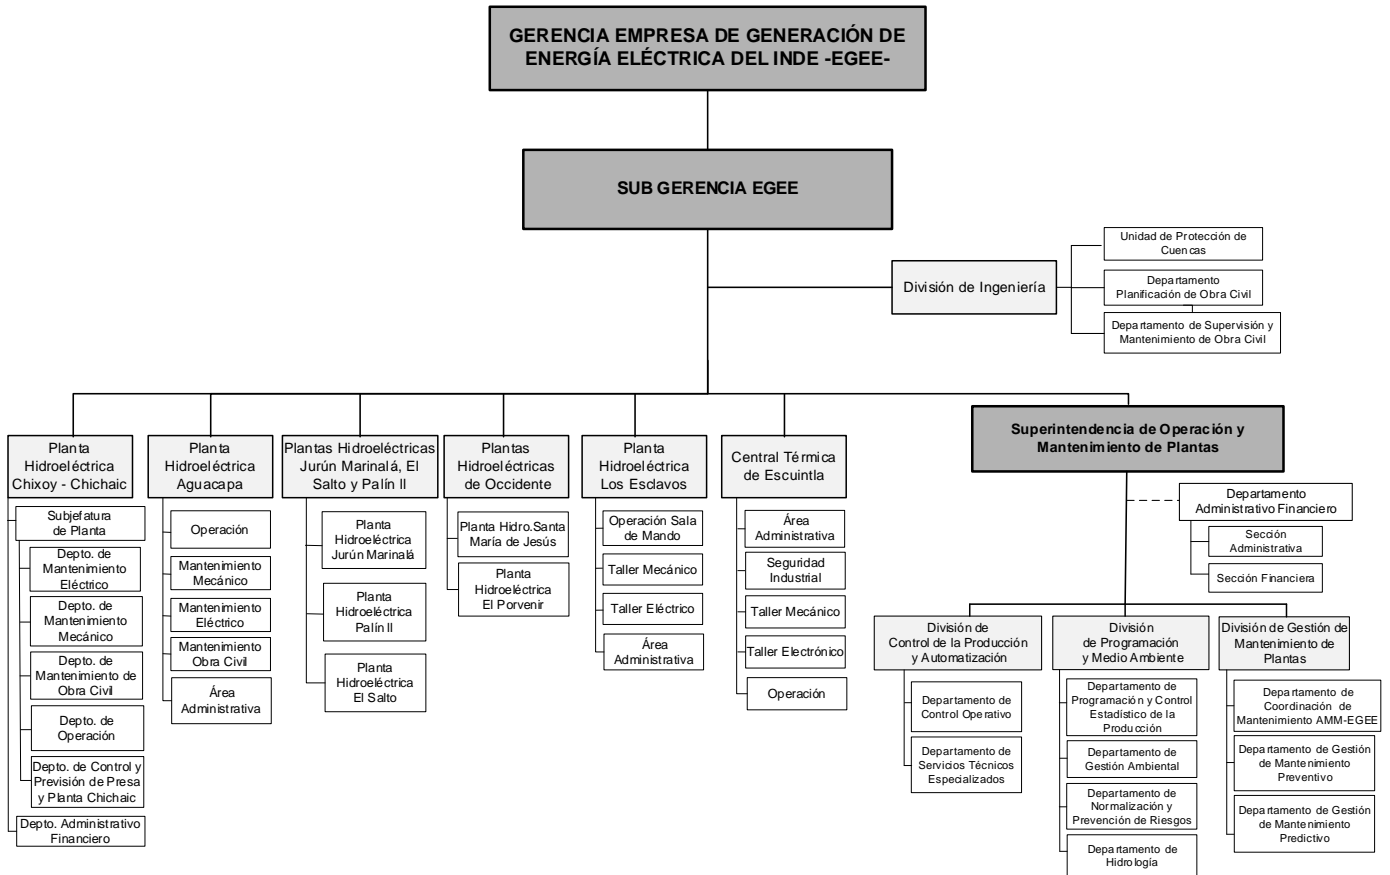 GERENCIA EMPRESA DE GENERACIÓN DE
ENERGÍA ELÉCTRICA DEL INDE -EGEE-
SUB GERENCIA EGEE
División de Ingeniería
Unidad de Protección de
Cuencas
Departamento
Planificación de Obra Civil
Departamento de Supervisión y
Mantenimiento de Obra Civil
Planta
Hidroeléctrica
Chixoy - Chichaic
Subjefatura
de Planta
Depto. de
Mantenimiento
Eléctrico
Depto. de
Mantenimiento
Mecánico
Depto. de
Mantenimiento de
Obra Civil
Depto. de
Operación
Depto. de Control y
Previsión de Presa
y Planta Chichaic
Depto. Administrativo
Financiero
Planta
Hidroeléctrica
Aguacapa
Operación
Mantenimiento
Mecánico
Mantenimiento
Eléctrico
Mantenimiento
Obra Civil
Área
Administrativa
Plantas Hidroeléctricas
Jurún Marinalá, El
Salto y Palín II
Planta
Hidroeléctrica
Jurún Marinalá
Planta
Hidroeléctrica
Palín II
Planta
Hidroeléctrica
El Salto
Plantas
Hidroeléctricas
de Occidente
Planta Hidro.Santa
María de Jesús
Planta
Hidroeléctrica
El Porvenir
Planta
Hidroeléctrica
Los Esclavos
Operación Sala
de Mando
Taller Mecánico
Taller Eléctrico
Área
Administrativa
Central Térmica
de Escuintla
Área
Administrativa
Seguridad
Industrial
Taller Mecánico
Taller Electrónico
Operación
Superintendencia de Operación y
Mantenimiento de Plantas
Departamento
Administrativo Financiero
Sección
Administrativa
Sección Financiera
División de
Control de la Producción
y Automatización
Departamento de
Control Operativo
Departamento de
Servicios Técnicos
Especializados
División
de Programación
y Medio Ambiente
Departamento de
Programación y Control
Estadístico de la
Producción
Departamento de
Gestión Ambiental
Departamento de
Normalización y
Prevención de Riesgos
Departamento de
Hidrología
División de Gestión de
Mantenimiento de
Plantas
Departamento de
Coordinación de
Mantenimiento AMM-EGEE
Departamento de Gestión
de Mantenimiento
Preventivo
Departamento de Gestión
de Mantenimiento
Predictivo